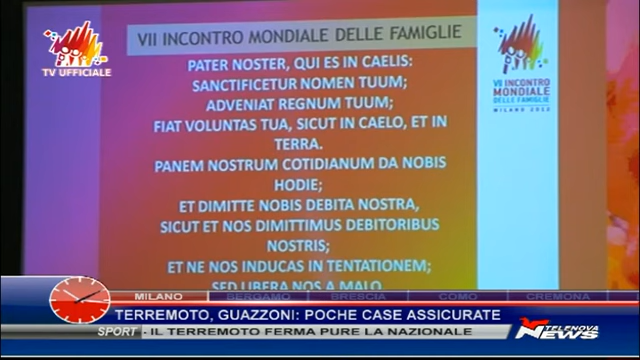 TV UFFICIALE
VII INCONTRO MONDIALE DELLE FAMIGLIE
PATER NOSTER, QUI ES IN CAELIS:
SANCTIFICETUR NOMEN TUUM;
ADVENIAT REGNUM TUUM;
FIAT VOLUNTAS TUA, SICUT IN CAELO, ET IN
TERRA.
PANEM NOSTRUM COTIDIANUM DA NOBIS
HODIE;
ET DIMITTE NOBIS DEBITA NOSTRA,
SICUT ET NOS DIMITTIMUS DEBITORIBUS
NOSTRIS;
ET NE NOS INDUCAS IN TENTATIONEM;
SED LIBERA NOS A MALO
VII INCONTRO
MONDIALE
DELLE FAMIGLIE
MILANO 2012
MILANO BERGAMO BRESCIA COMO CREMONA
TERREMOTO, GUAZZONI: POCHE CASE ASSICURATE
SPORT - IL TERREMOTO FERMA PURE LA NAZIONALE
TELENOVA
NEWS